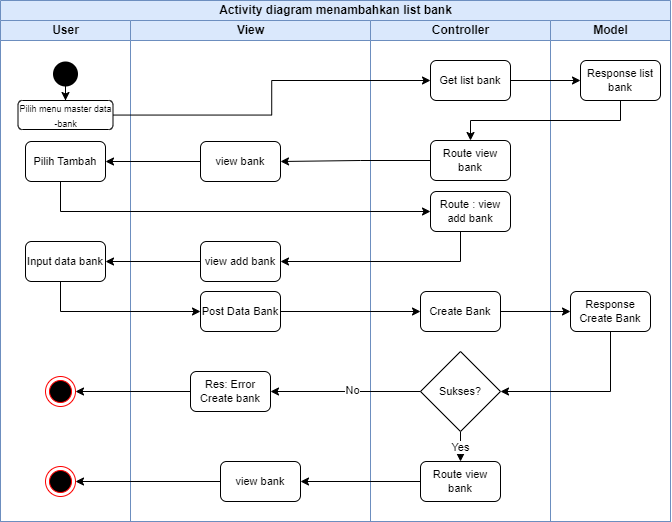 Activity diagram menambahkan list bank
User
View
Controller
Model
Pilih menu master data
-bank
Get list bank
Response list
bank
Pilih Tambah
view bank
Route view
bank
Route : view
add bank
Input data bank
view add bank
Post Data Bank
Create Bank
Response
Create Bank
Res: Error
Create bank
No
Sukses?
Yes
view bank
Route view
bank